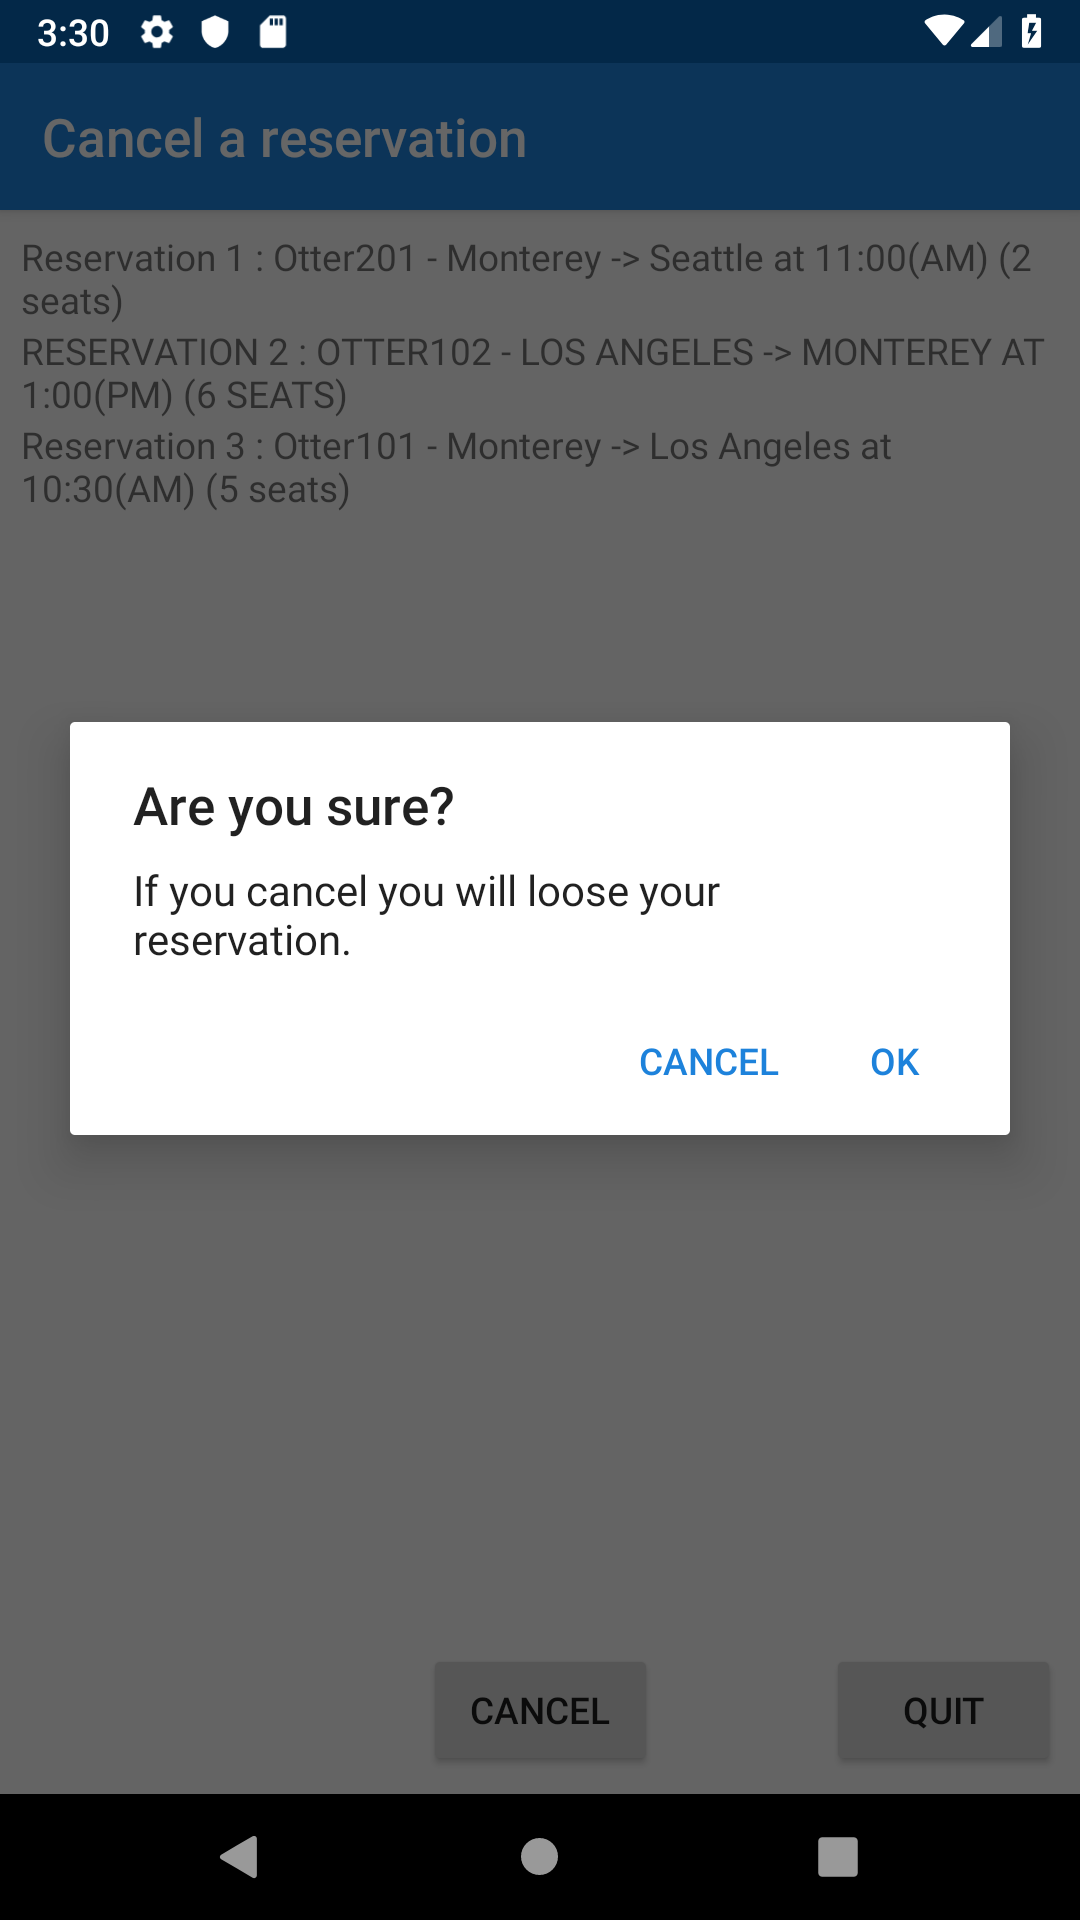 3:30
Cancel a reservation
Reservation 1 : Otter201 - Monterey -> Seattle at 11:00(AM) (2
seats)
RESERVATION 2 : OTTER102 - LOS ANGELES -> MONTEREY AT
1:00(PM) (6 SEATS)
Reservation 3 : Otter101 - Monterey -> Los Angeles at
10:30(AM) (5 seats)
Are you sure?
If you cancel you will loose your
reservation.
CANCEL OK
CANCEL QUIT